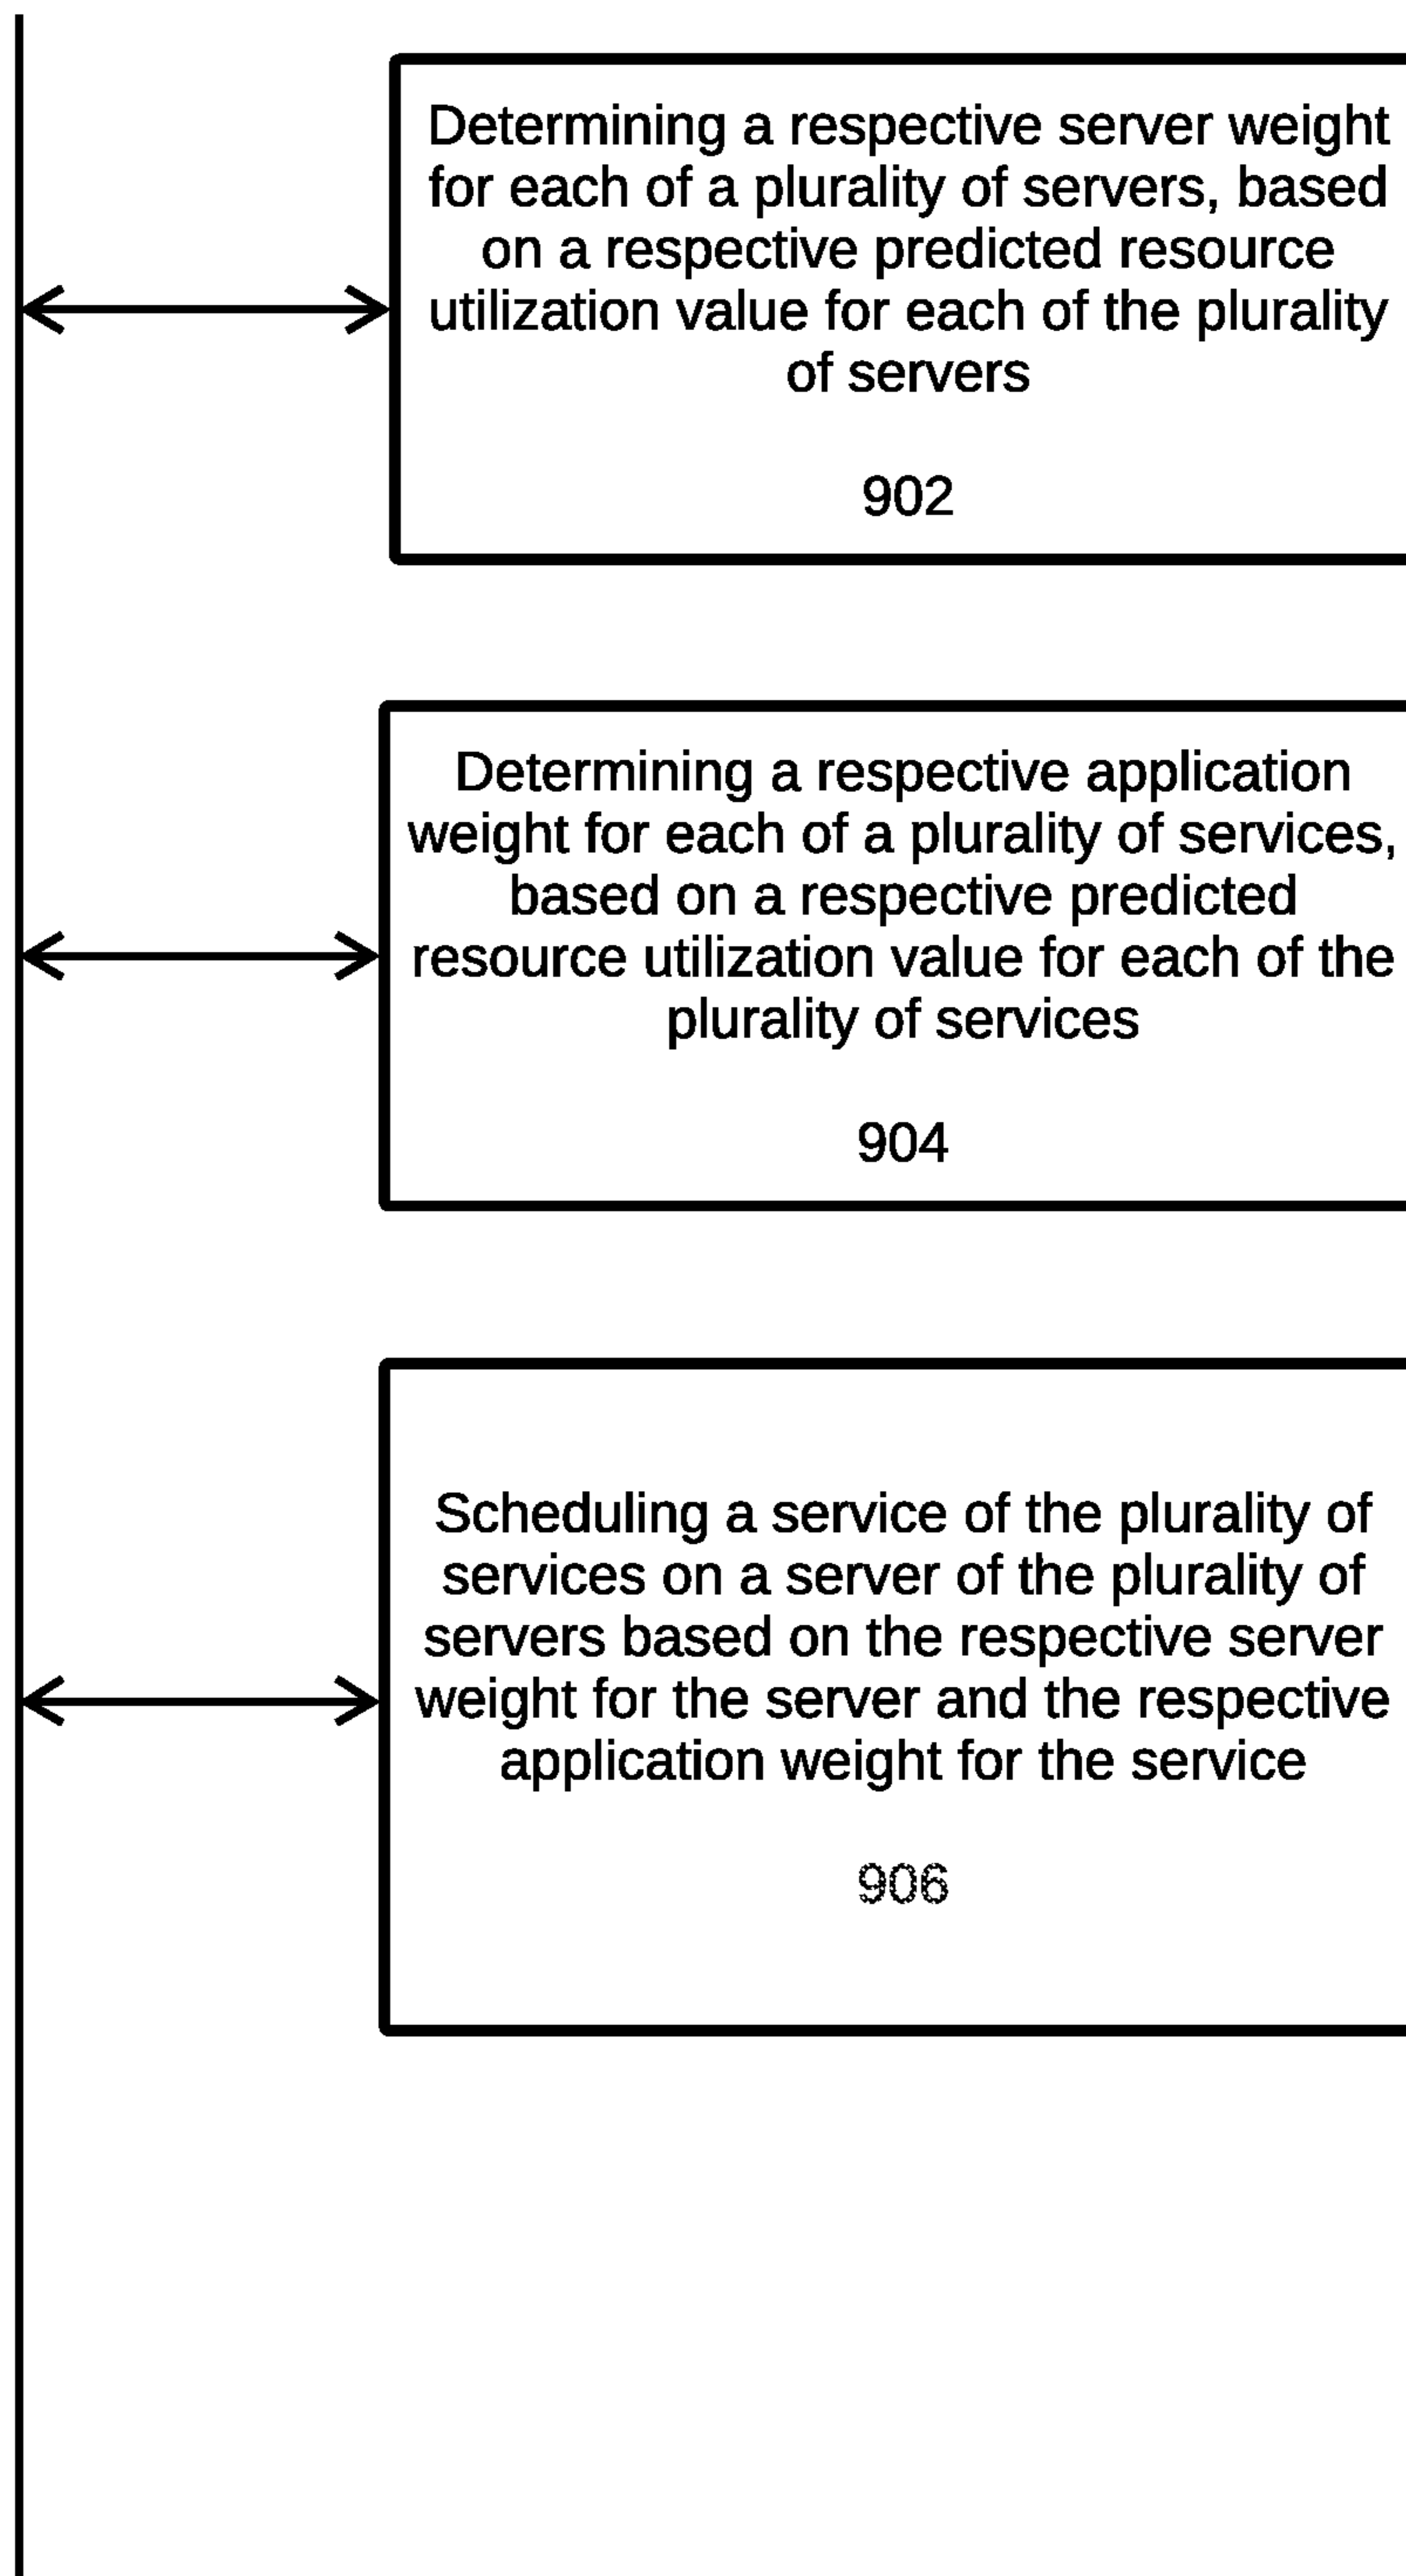 Determining a respective server weight
for each of a plurality of servers, based
on a respective predicted resource
utilization value for each of the plurality
of servers
902
Determining a respective application
weight for each of a plurality of services,
based on a respective predicted
resource utilization value for each of the
plurality of services
904
Scheduling a service of the plurality of
services on a server of the plurality of
servers based on the respective server
weight for the server and the respective
application weight for the service
906